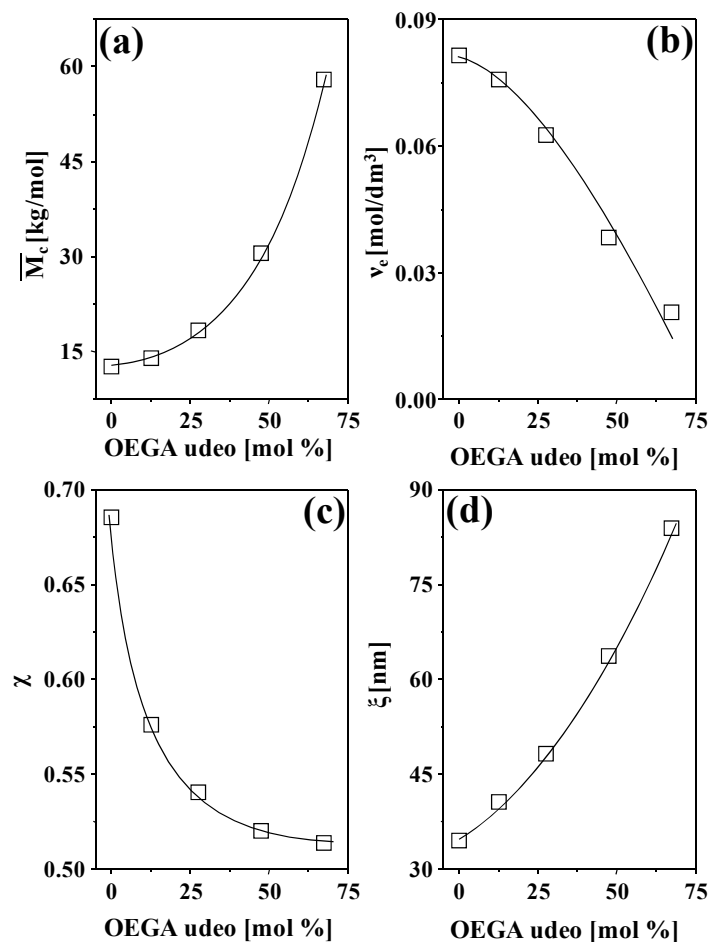 (a)
60
45
30
15
M̅c [kg/mol]
0 25 50 75
OEGA udeo [mol %]
(b)
0.09
0.06
0.03
0.00
νe [mol/dm³]
0 25 50 75
OEGA udeo [mol %]
(c)
0.70
0.65
0.60
0.55
0.50
χ
0 25 50 75
OEGA udeo [mol %]
(d)
90
75
60
45
30
ξ [nm]
0 25 50 75
OEGA udeo [mol %]